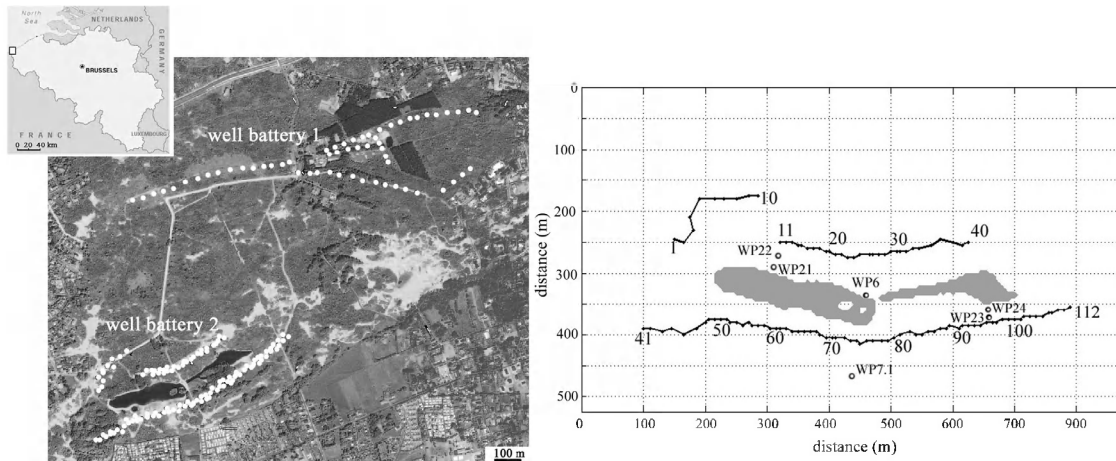 North
Sea
NETHERLANDS
GERMANY
BRUSSELS
FRANCE
LUXEMBOURG
0 20 40 km
well battery 1
well battery 2
100 m
0
100
200
300
400
500
distance (m)
0
100
200
300
400
500
600
700
800
900
distance (m)
1
10
11
20
30
40
WP22
WP21
WP6
WP24
WP23
WP7.1
41
50
60
70
80
90
100
112